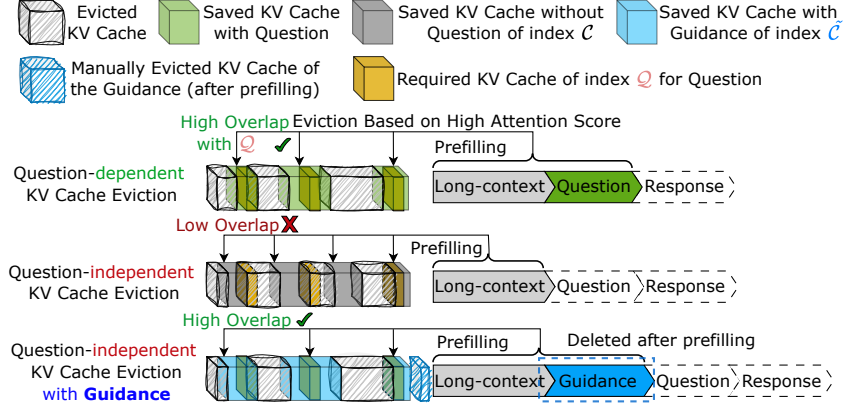 Evicted
KV Cache
Saved KV Cache
with Question
Saved KV Cache without
Question of index 𝒞
Saved KV Cache with
Guidance of index 𝒞̃
Manually Evicted KV Cache of
the Guidance (after prefilling)
Required KV Cache of index 𝒬 for Question
High Overlap
with 𝒬 ✓
Eviction Based on High Attention Score
Prefilling
Question-dependent
KV Cache Eviction
Long-context Question Response
Low Overlap ✗
Prefilling
Question-independent
KV Cache Eviction
Long-context Question Response
High Overlap ✓
Prefilling
Deleted after prefilling
Question-independent
KV Cache Eviction
with Guidance
Long-context Guidance Question Response